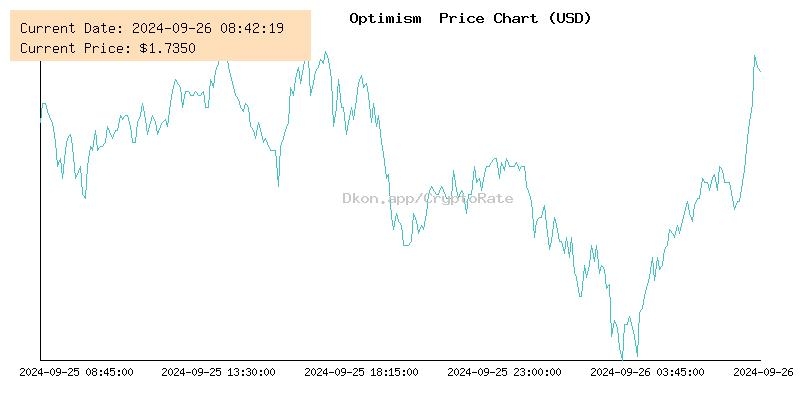 Optimism  Price Chart (USD)
Current Date: 2024-09-26 08:42:19
Current Price: $1.7350
Dkon.app/CryptoRate
2024-09-25 08:45:00 2024-09-25 13:30:00 2024-09-25 18:15:00 2024-09-25 23:00:00 2024-09-26 03:45:00 2024-09-26